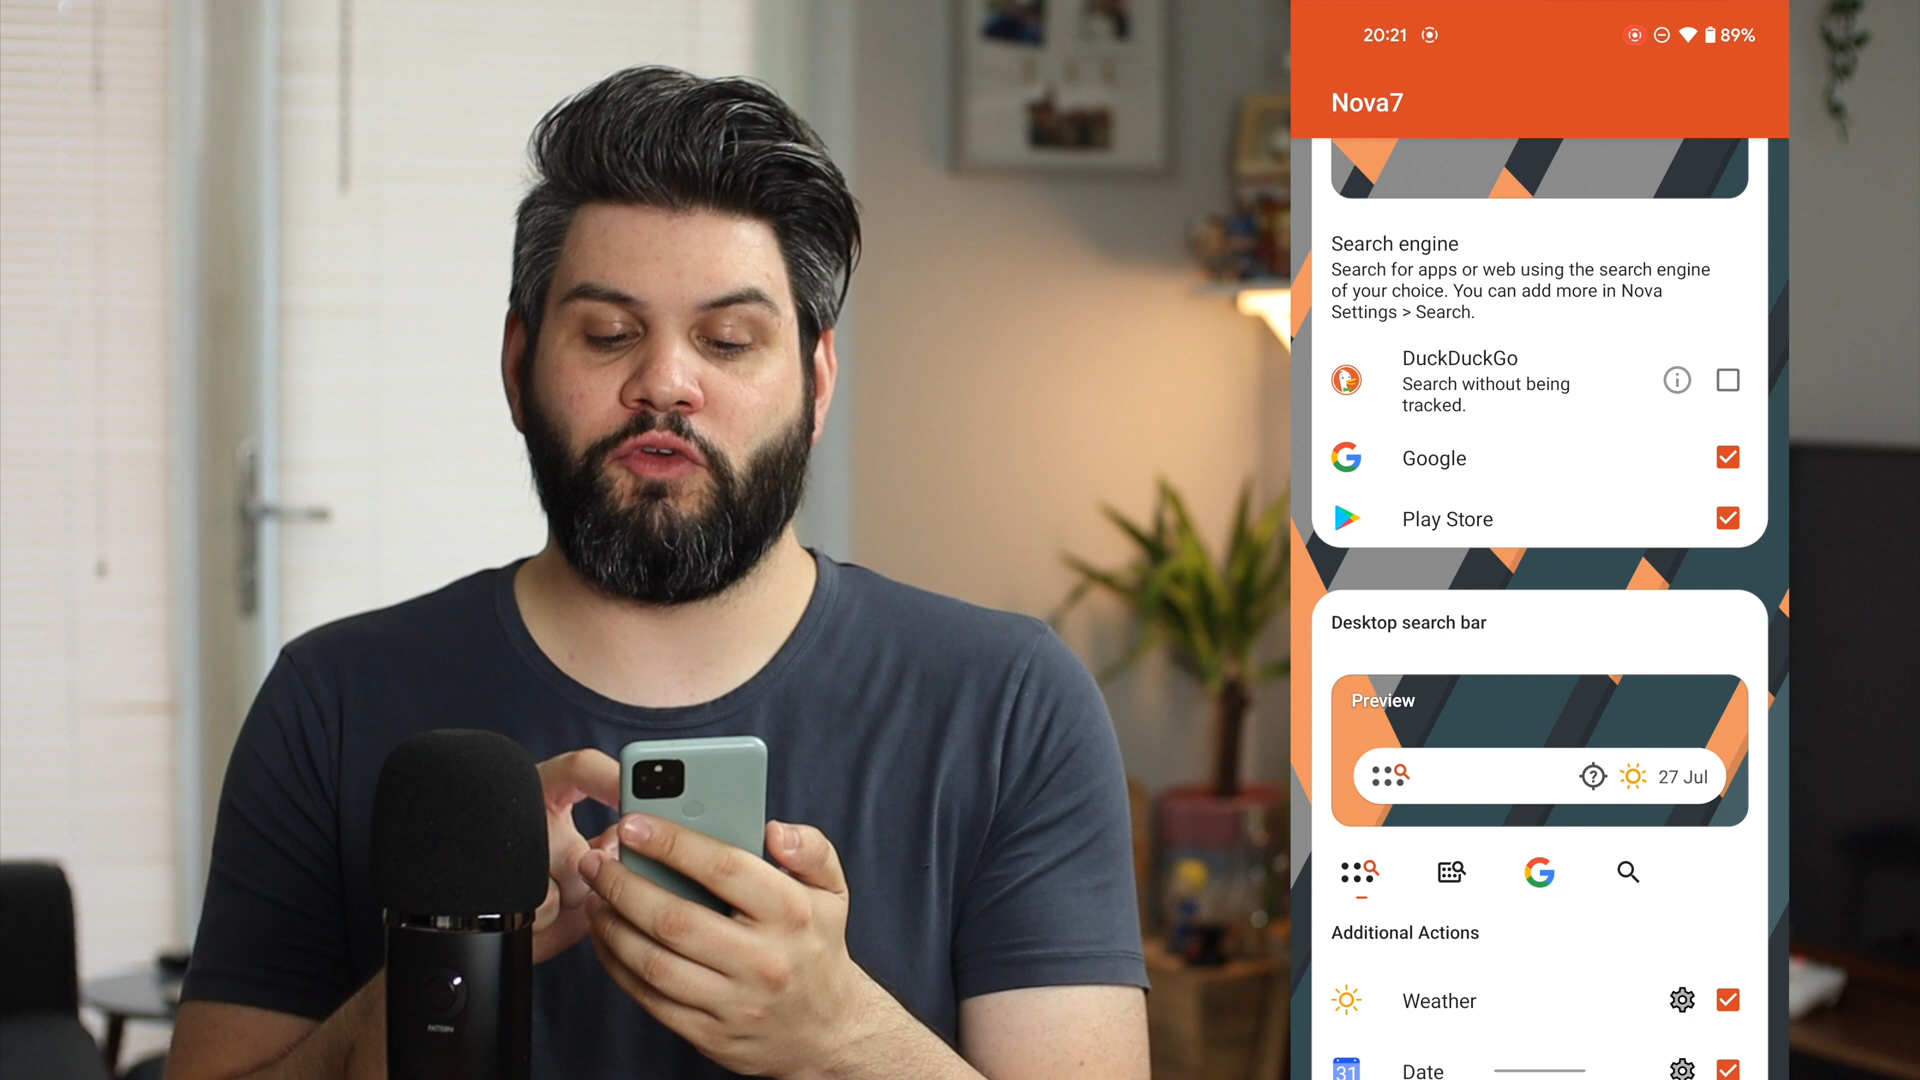 20:21
89%
Nova7
Search engine
Search for apps or web using the search engine
of your choice. You can add more in Nova
Settings > Search.
DuckDuckGo
Search without being
tracked.
Google
Play Store
Desktop search bar
Preview
27 Jul
Additional Actions
Weather
31
Date
PATTERN